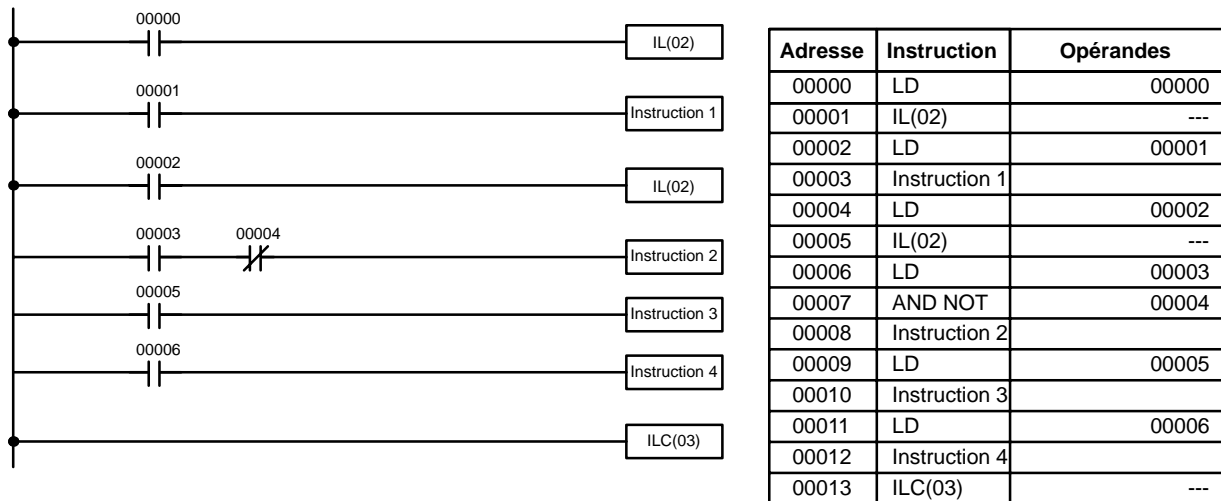 00000
IL(02)
00001
Instruction 1
00002
IL(02)
00003 00004
Instruction 2
00005
Instruction 3
00006
Instruction 4
ILC(03)
Adresse Instruction Opérandes
00000 LD 00000
00001 IL(02) ---
00002 LD 00001
00003 Instruction 1
00004 LD 00002
00005 IL(02) ---
00006 LD 00003
00007 AND NOT 00004
00008 Instruction 2
00009 LD 00005
00010 Instruction 3
00011 LD 00006
00012 Instruction 4
00013 ILC(03) ---